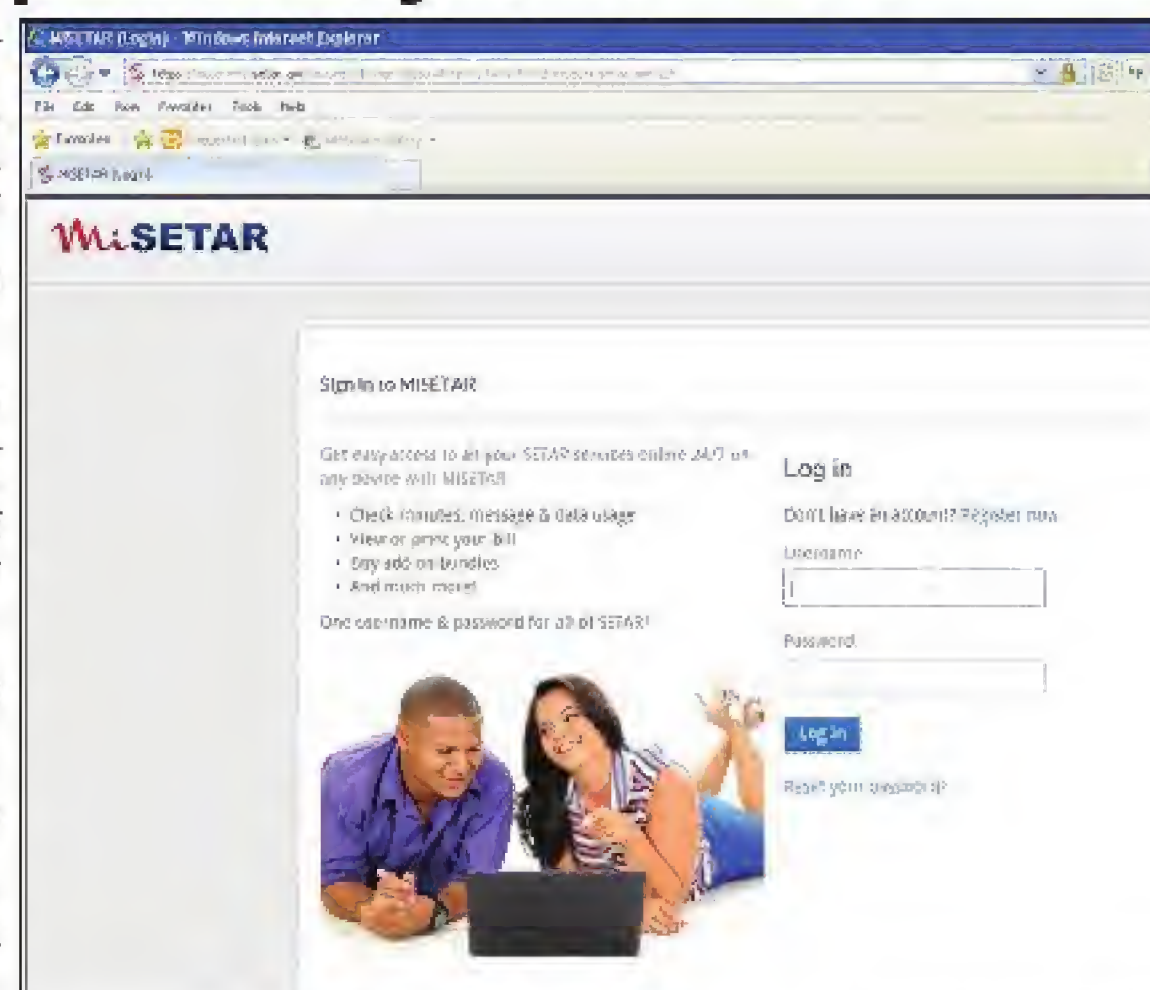 MiSETAR (Login) - Windows Internet Explorer
File Edit View Favorites Tools Help
Favorites
MiSETAR (Login)
MiSETAR
Sign in to MiSETAR
Get easy access to all your SETAR services online 24/7 on
any device with MiSETAR
• Check minutes, message & data usage
• View or print your bill
• Buy add-on bundles
• And much more!
One username & password for all of SETAR!
Log in
Don't have an account? Register now
Username
Password
Log in
Reset your password?